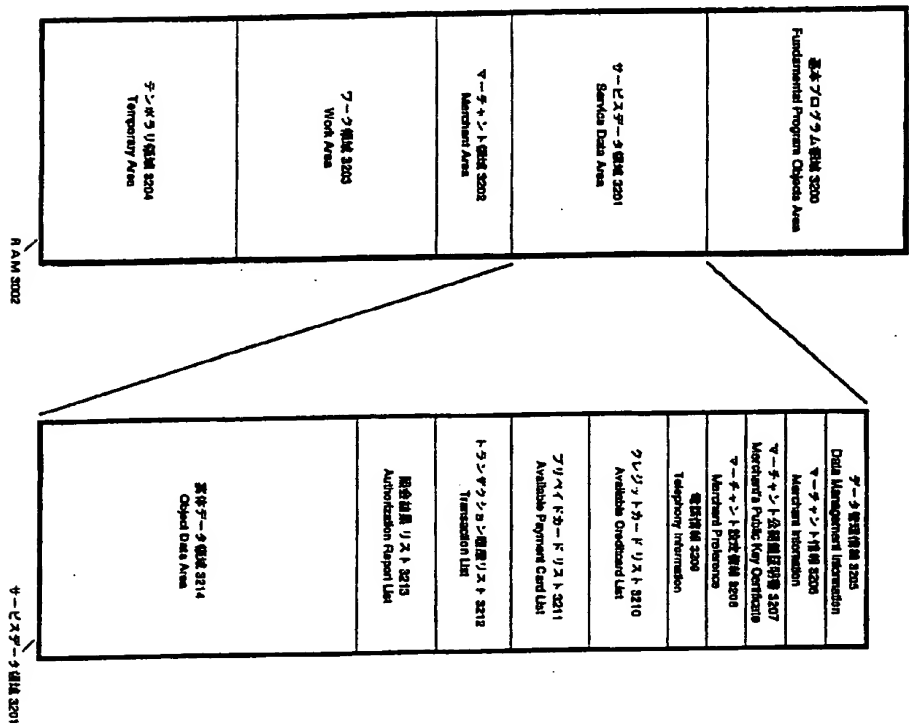 基本プログラム領域 3200
Fundamental Program Objects Area
サービスデータ領域 3201
Service Data Area
マーチャント領域 3202
Merchant Area
ワーク領域 3203
Work Area
テンポラリ領域 3204
Temporary Area
RAM 3002
データ管理情報 3205
Data Management Information
マーチャント情報 3206
Merchant Infomation
マーチャント公開鍵証明書 3207
Merchant's Public Key Certificate
マーチャント設定情報 3208
Merchant Preference
電話情報 3209
Telephony Information
クレジットカード リスト 3210
Available Creditcard List
プリペイドカード リスト 3211
Available Payment Card List
トランザクション履歴リスト 3212
Transaction List
照会結果 リスト 3213
Authorization Report List
実体データ領域 3214
Object Data Area
サービスデータ領域 3201